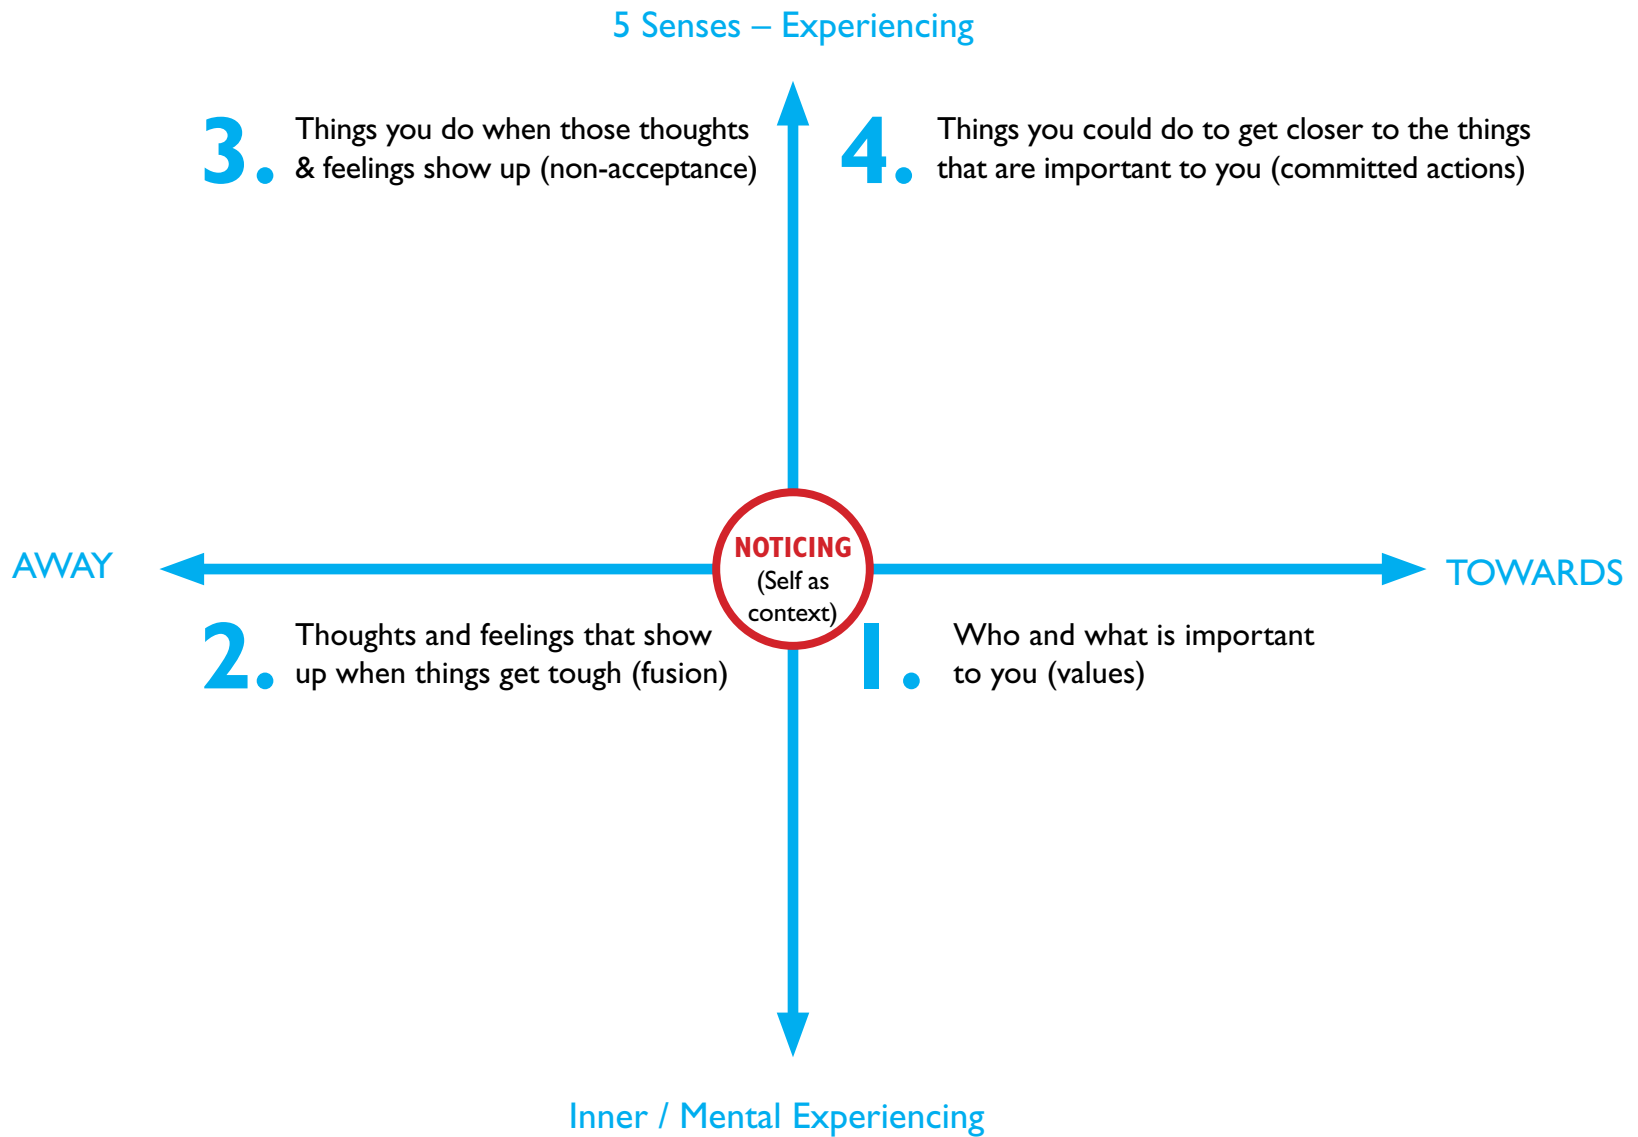 5 Senses – Experiencing
3. Things you do when those thoughts
& feelings show up (non-acceptance)
4. Things you could do to get closer to the things
that are important to you (committed actions)
AWAY
NOTICING
(Self as
context)
TOWARDS
2. Thoughts and feelings that show
up when things get tough (fusion)
1. Who and what is important
to you (values)
Inner / Mental Experiencing